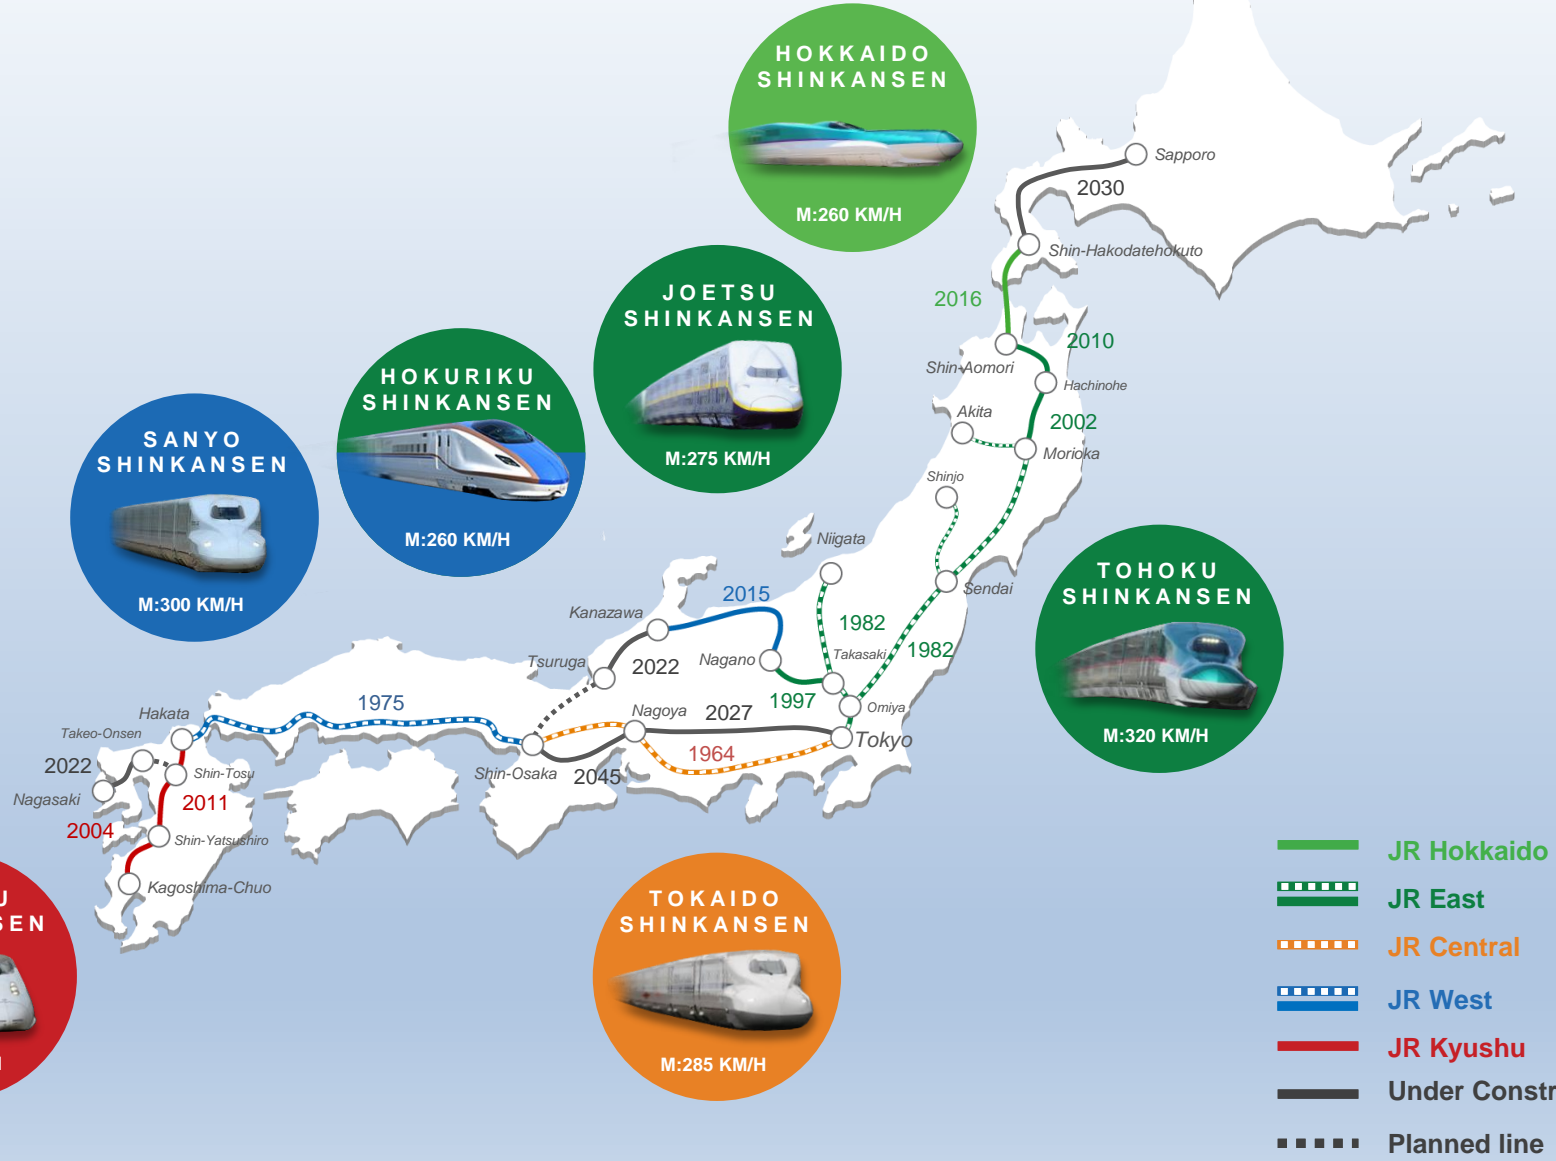 HOKKAIDO
SHINKANSEN
M:260 KM/H
Sapporo
2030
Shin-Hakodatehokuto
JOETSU
SHINKANSEN
M:275 KM/H
2016
2010
Shin-Aomori
Hachinohe
HOKURIKU
SHINKANSEN
M:260 KM/H
Akita
2002
Morioka
SANYO
SHINKANSEN
M:300 KM/H
Shinjo
Niigata
Sendai
TOHOKU
SHINKANSEN
M:320 KM/H
Kanazawa
2015
1982
1982
Tsuruga
2022
Nagano
Takasaki
1997
Omiya
Hakata
1975
Nagoya
2027
Tokyo
Takeo-Onsen
2022
Shin-Tosu
Shin-Osaka
2045
1964
Nagasaki
2011
2004
Shin-Yatsushiro
Kagoshima-Chuo
U
SEN
H
TOKAIDO
SHINKANSEN
M:285 KM/H
JR Hokkaido
JR East
JR Central
JR West
JR Kyushu
Under Constr
Planned line